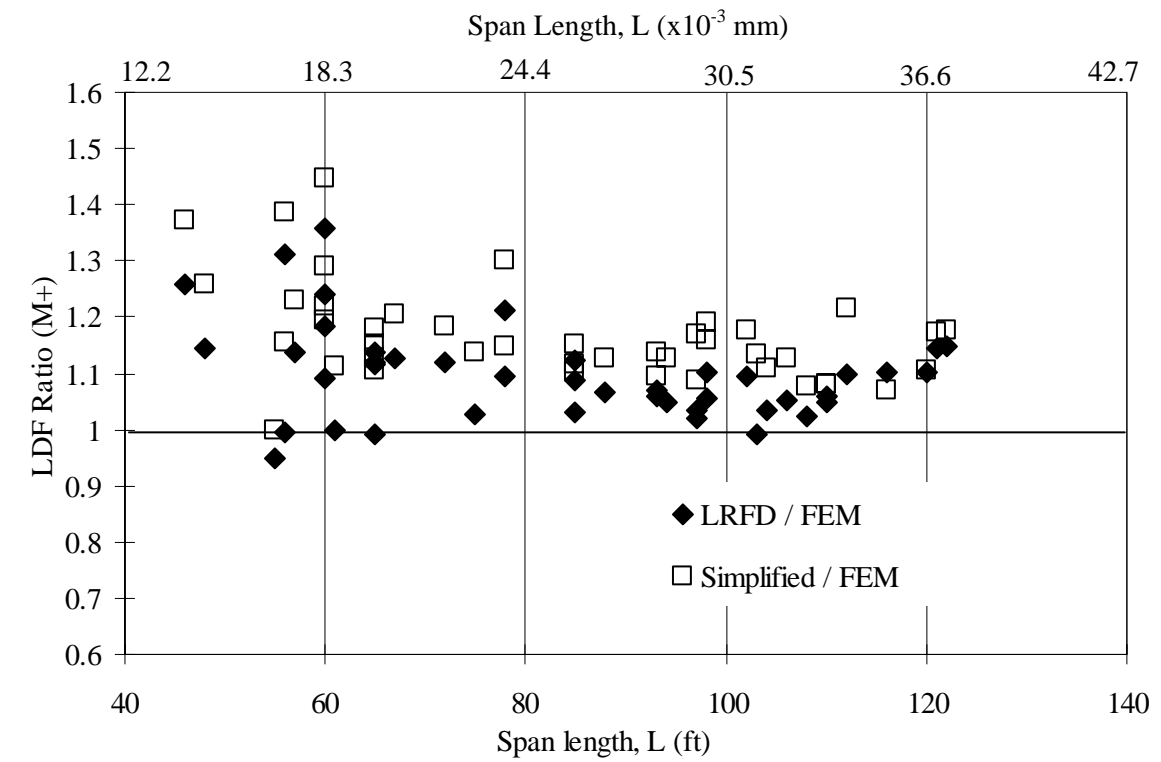 Span Length, L (x10-3 mm)
12.2 18.3 24.4 30.5 36.6 42.7
1.6
1.5
1.4
1.3
1.2
1.1
1
0.9
0.8
0.7
0.6
LDF Ratio (M+)
LRFD / FEM
Simplified / FEM
40 60 80 100 120 140
Span length, L (ft)